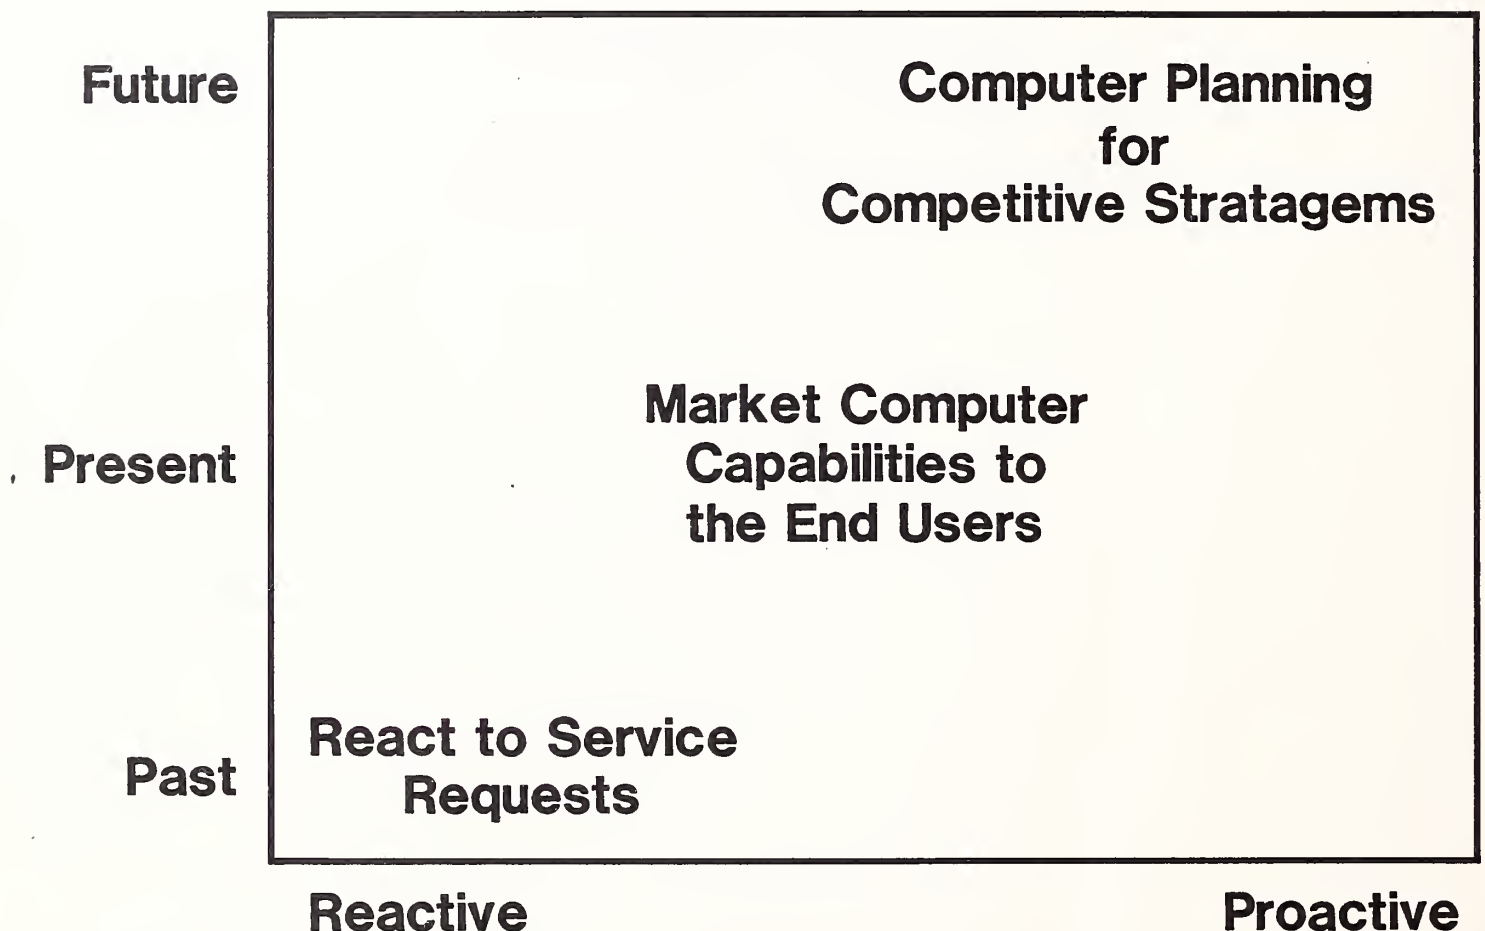 Future
Computer Planning
for
Competitive Stratagems
Present
Market Computer
Capabilities to
the End Users
Past
React to Service
Requests
Reactive
Proactive